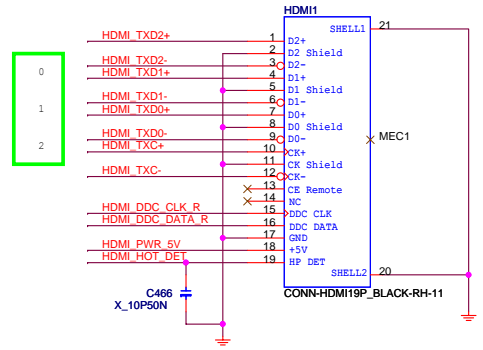 HDMI1
HDMI_TXD2+ 1 D2+ SHELL1 21
2 D2 Shield
HDMI_TXD2- 3 D2-
0
HDMI_TXD1+ 4 D1+
5 D1 Shield
HDMI_TXD1- 6 D1-
1
HDMI_TXD0+ 7 D0+
8 D0 Shield
HDMI_TXD0- 9 D0- MEC1
2
HDMI_TXC+ 10 CK+
11 CK Shield
HDMI_TXC- 12 CK-
13 CE Remote
14 NC
HDMI_DDC_CLK_R 15 DDC CLK
HDMI_DDC_DATA_R 16 DDC DATA
17 GND
HDMI_PWR_5V 18 +5V
HDMI_HOT_DET 19 HP DET
SHELL2 20
C466
X_10P50N
CONN-HDMI19P_BLACK-RH-11